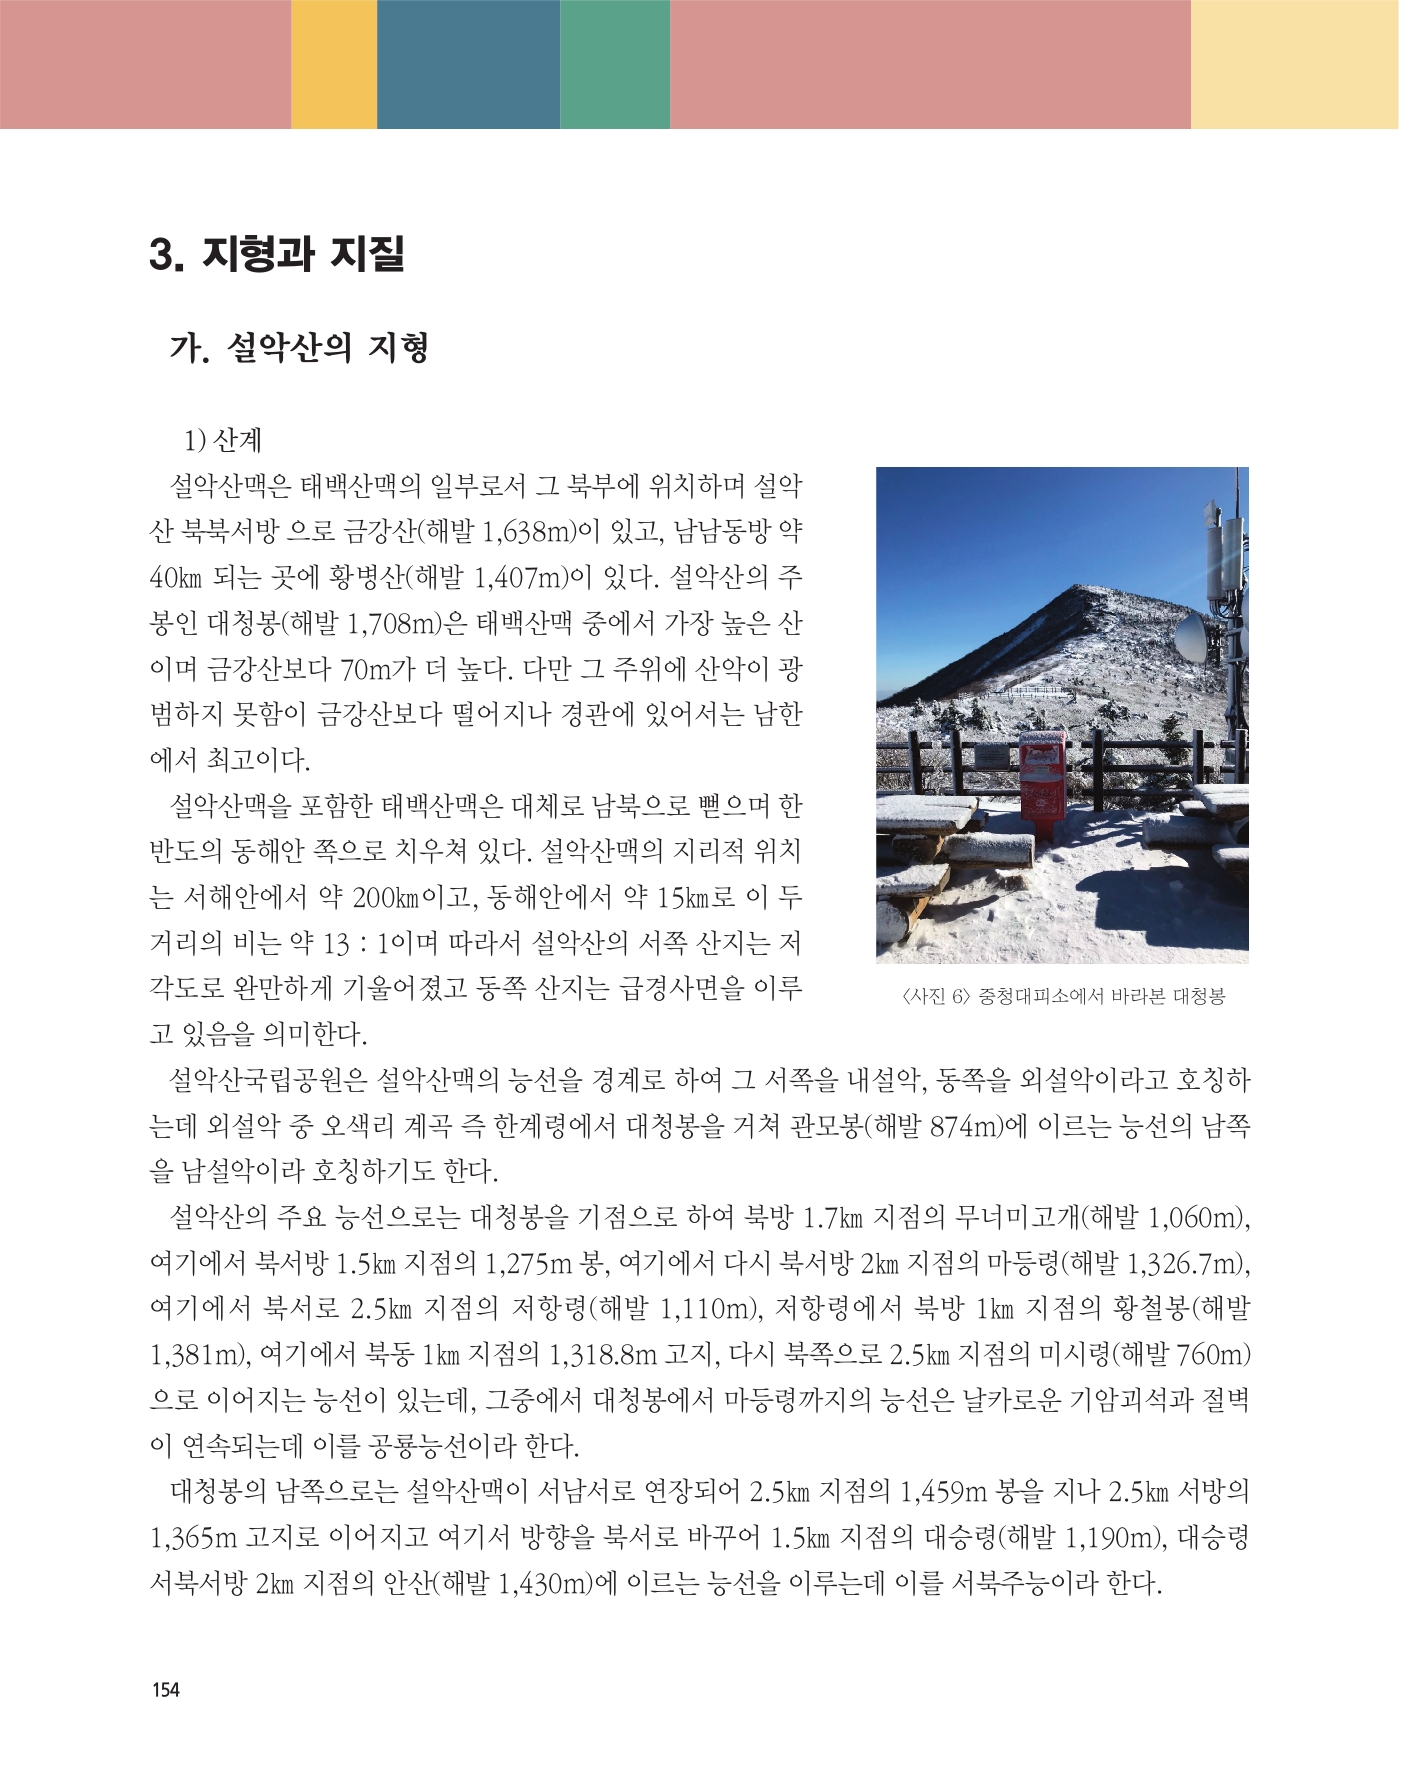 3. 지형과 지질
가. 설악산의 지형
1) 산계
설악산맥은 태백산맥의 일부로서 그 북부에 위치하며 설악
산 북북서방 으로 금강산(해발 1,638m)이 있고, 남남동방 약
40㎞ 되는 곳에 황병산(해발 1,407m)이 있다. 설악산의 주
봉인 대청봉(해발 1,708m)은 태백산맥 중에서 가장 높은 산
이며 금강산보다 70m가 더 높다. 다만 그 주위에 산악이 광
범하지 못함이 금강산보다 떨어지나 경관에 있어서는 남한
에서 최고이다.
설악산맥을 포함한 태백산맥은 대체로 남북으로 뻗으며 한
반도의 동해안 쪽으로 치우쳐 있다. 설악산맥의 지리적 위치
는 서해안에서 약 200㎞이고, 동해안에서 약 15㎞로 이 두
거리의 비는 약 13 : 1이며 따라서 설악산의 서쪽 산지는 저
각도로 완만하게 기울어졌고 동쪽 산지는 급경사면을 이루
고 있음을 의미한다.
〈사진 6〉 중청대피소에서 바라본 대청봉
설악산국립공원은 설악산맥의 능선을 경계로 하여 그 서쪽을 내설악, 동쪽을 외설악이라고 호칭하
는데 외설악 중 오색리 계곡 즉 한계령에서 대청봉을 거쳐 관모봉(해발 874m)에 이르는 능선의 남쪽
을 남설악이라 호칭하기도 한다.
설악산의 주요 능선으로는 대청봉을 기점으로 하여 북방 1.7㎞ 지점의 무너미고개(해발 1,060m),
여기에서 북서방 1.5㎞ 지점의 1,275m 봉, 여기에서 다시 북서방 2㎞ 지점의 마등령(해발 1,326.7m),
여기에서 북서로 2.5㎞ 지점의 저항령(해발 1,110m), 저항령에서 북방 1㎞ 지점의 황철봉(해발
1,381m), 여기에서 북동 1㎞ 지점의 1,318.8m 고지, 다시 북쪽으로 2.5㎞ 지점의 미시령(해발 760m)
으로 이어지는 능선이 있는데, 그중에서 대청봉에서 마등령까지의 능선은 날카로운 기암괴석과 절벽
이 연속되는데 이를 공룡능선이라 한다.
대청봉의 남쪽으로는 설악산맥이 서남서로 연장되어 2.5㎞ 지점의 1,459m 봉을 지나 2.5㎞ 서방의
1,365m 고지로 이어지고 여기서 방향을 북서로 바꾸어 1.5㎞ 지점의 대승령(해발 1,190m), 대승령
서북서방 2㎞ 지점의 안산(해발 1,430m)에 이르는 능선을 이루는데 이를 서북주능이라 한다.
154